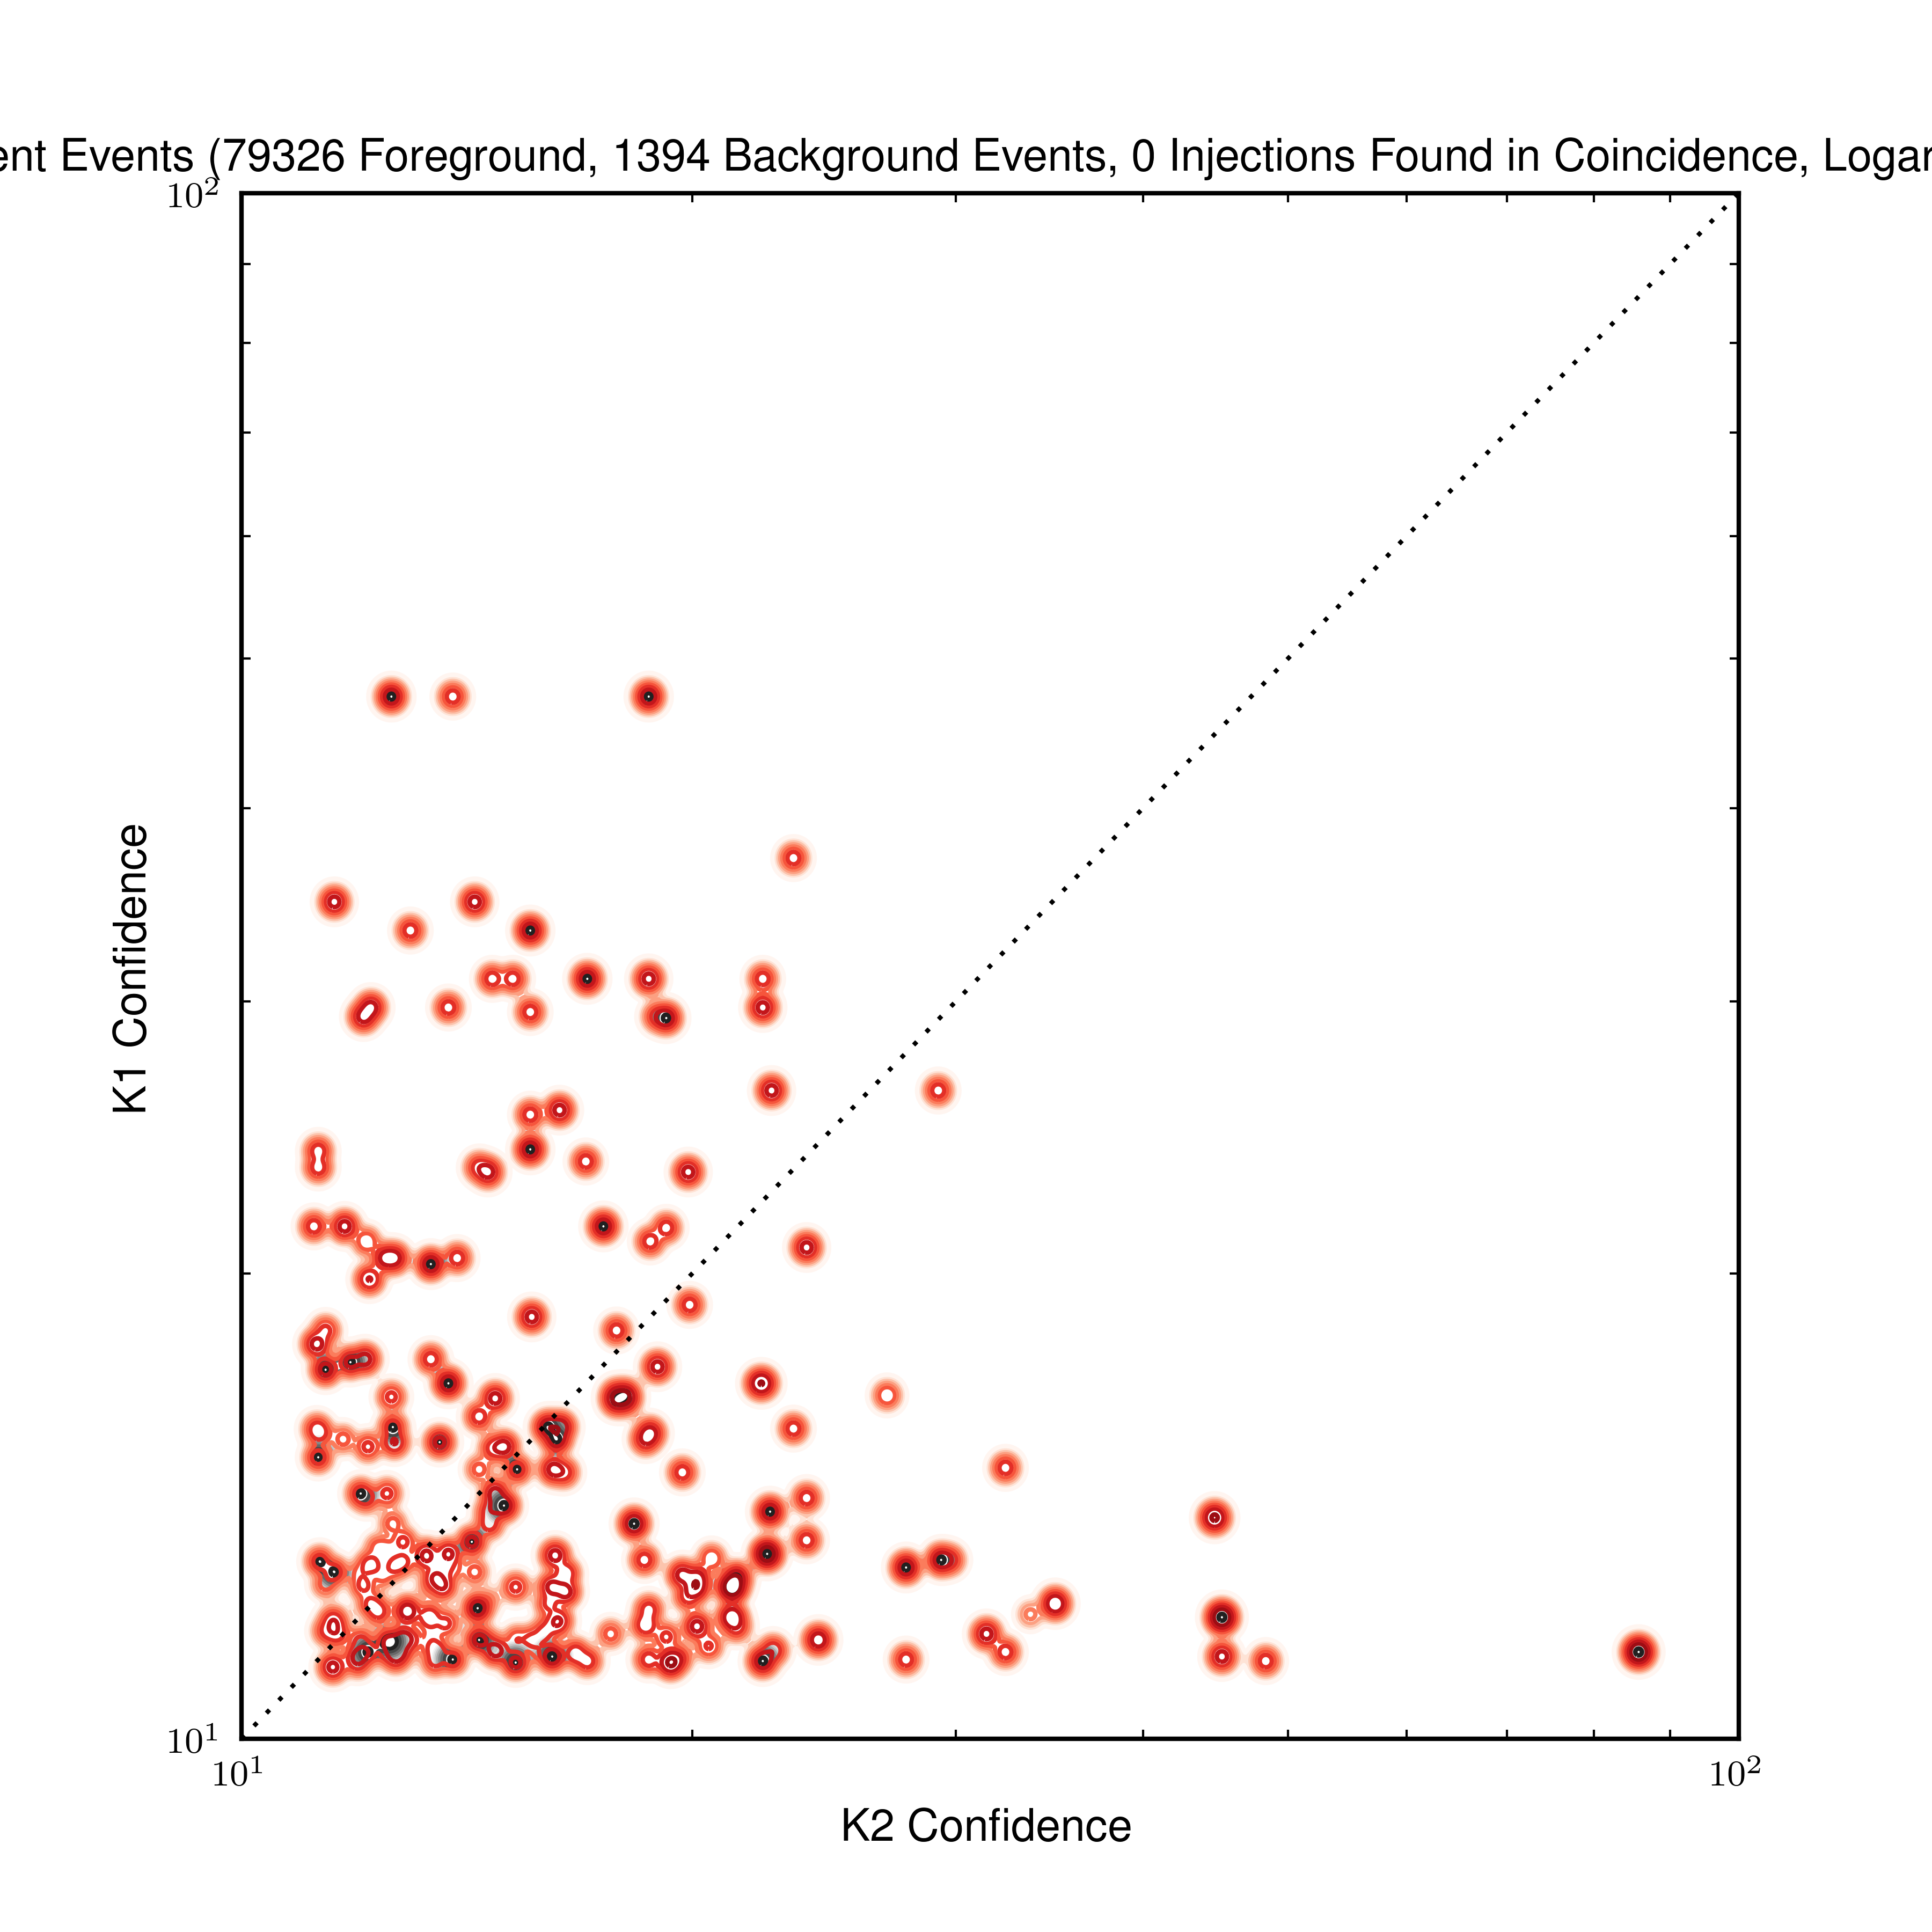 ent Events (79326 Foreground, 1394 Background Events, 0 Injections Found in Coincidence, Logar
10²
K1 Confidence
10¹
10¹
10²
K2 Confidence